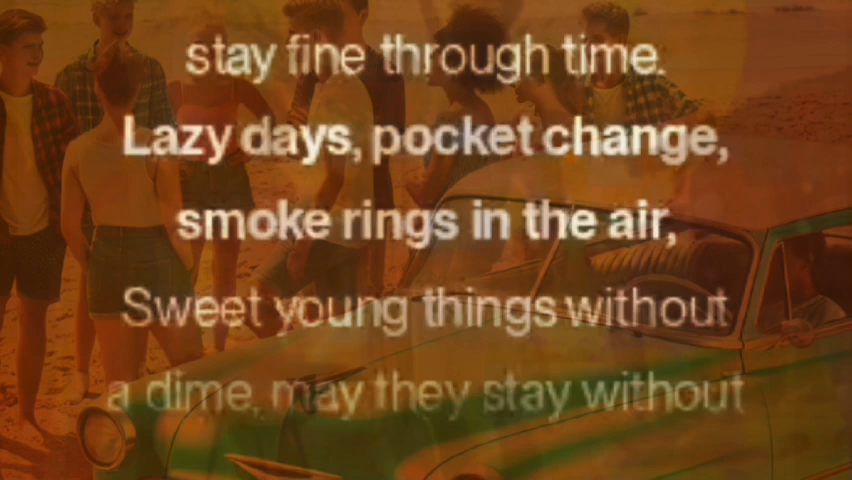 stay fine through time.
Lazy days, pocket change,
smoke rings in the air,
Sweet young things without
a dime, may they stay without